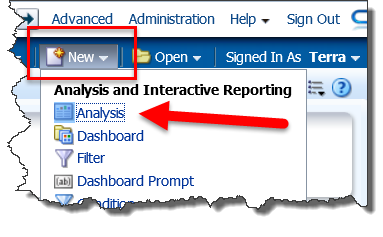 Advanced Administration Help Sign Out
New Open Signed In As Terra
Analysis and Interactive Reporting
Analysis
Dashboard
Filter
Dashboard Prompt